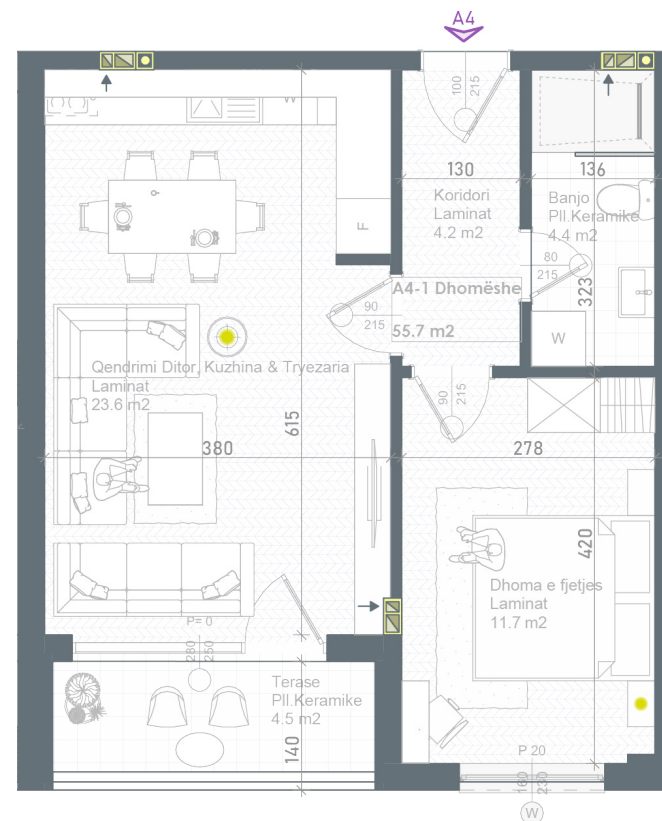 A4
100
215
W
130
136
Koridori
Laminat
4.2 m2
Banjo
Pll.Keramike
4.4 m2
F
80
215
323
A4-1 Dhomëshe
90
215
55.7 m2
W
Qendrimi Ditor, Kuzhina & Tryezaria
Laminat
23.6 m2
90
215
615
380
278
420
Dhoma e fjetjes
Laminat
11.7 m2
P= 0
280
250
Terase
Pll.Keramike
4.5 m2
140
P 20
160
230
W